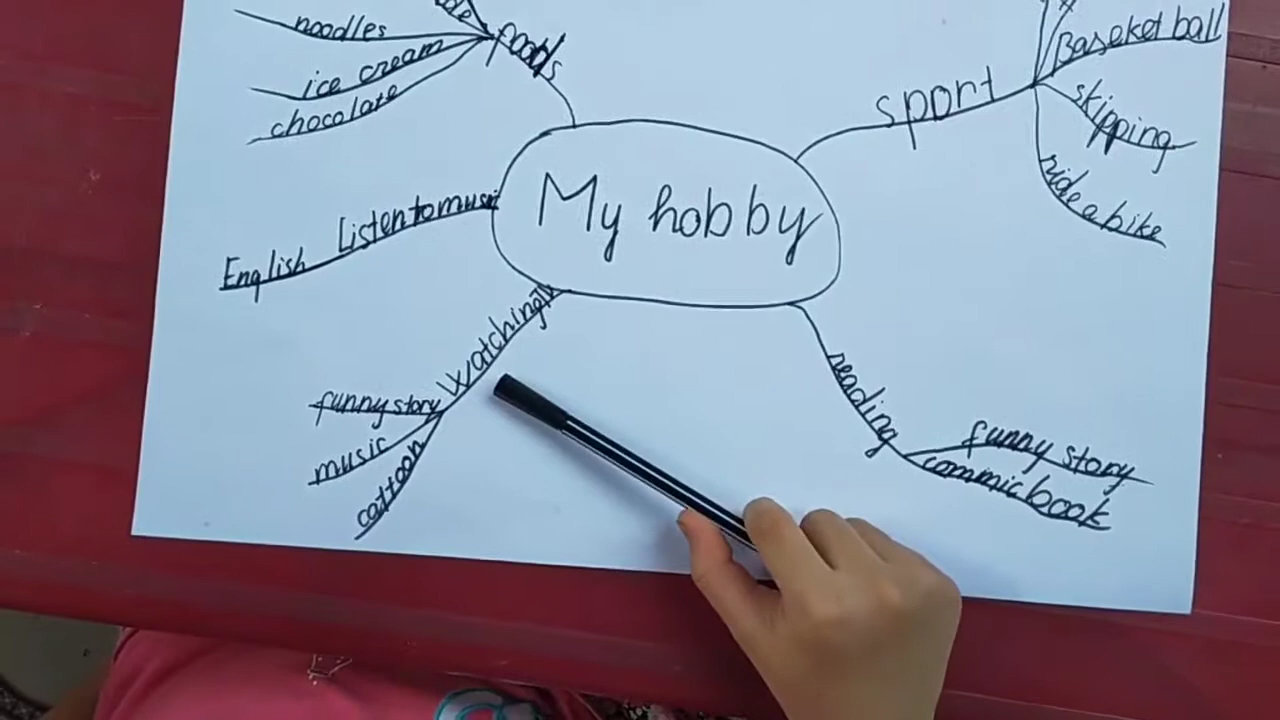 My hobby
foods
noodles
ice cream
chocolate
Listen to music
English
Watching TV
funny story
music
cartoon
sport
Baseket ball
skipping
ride a bike
reading
funny story
commic book